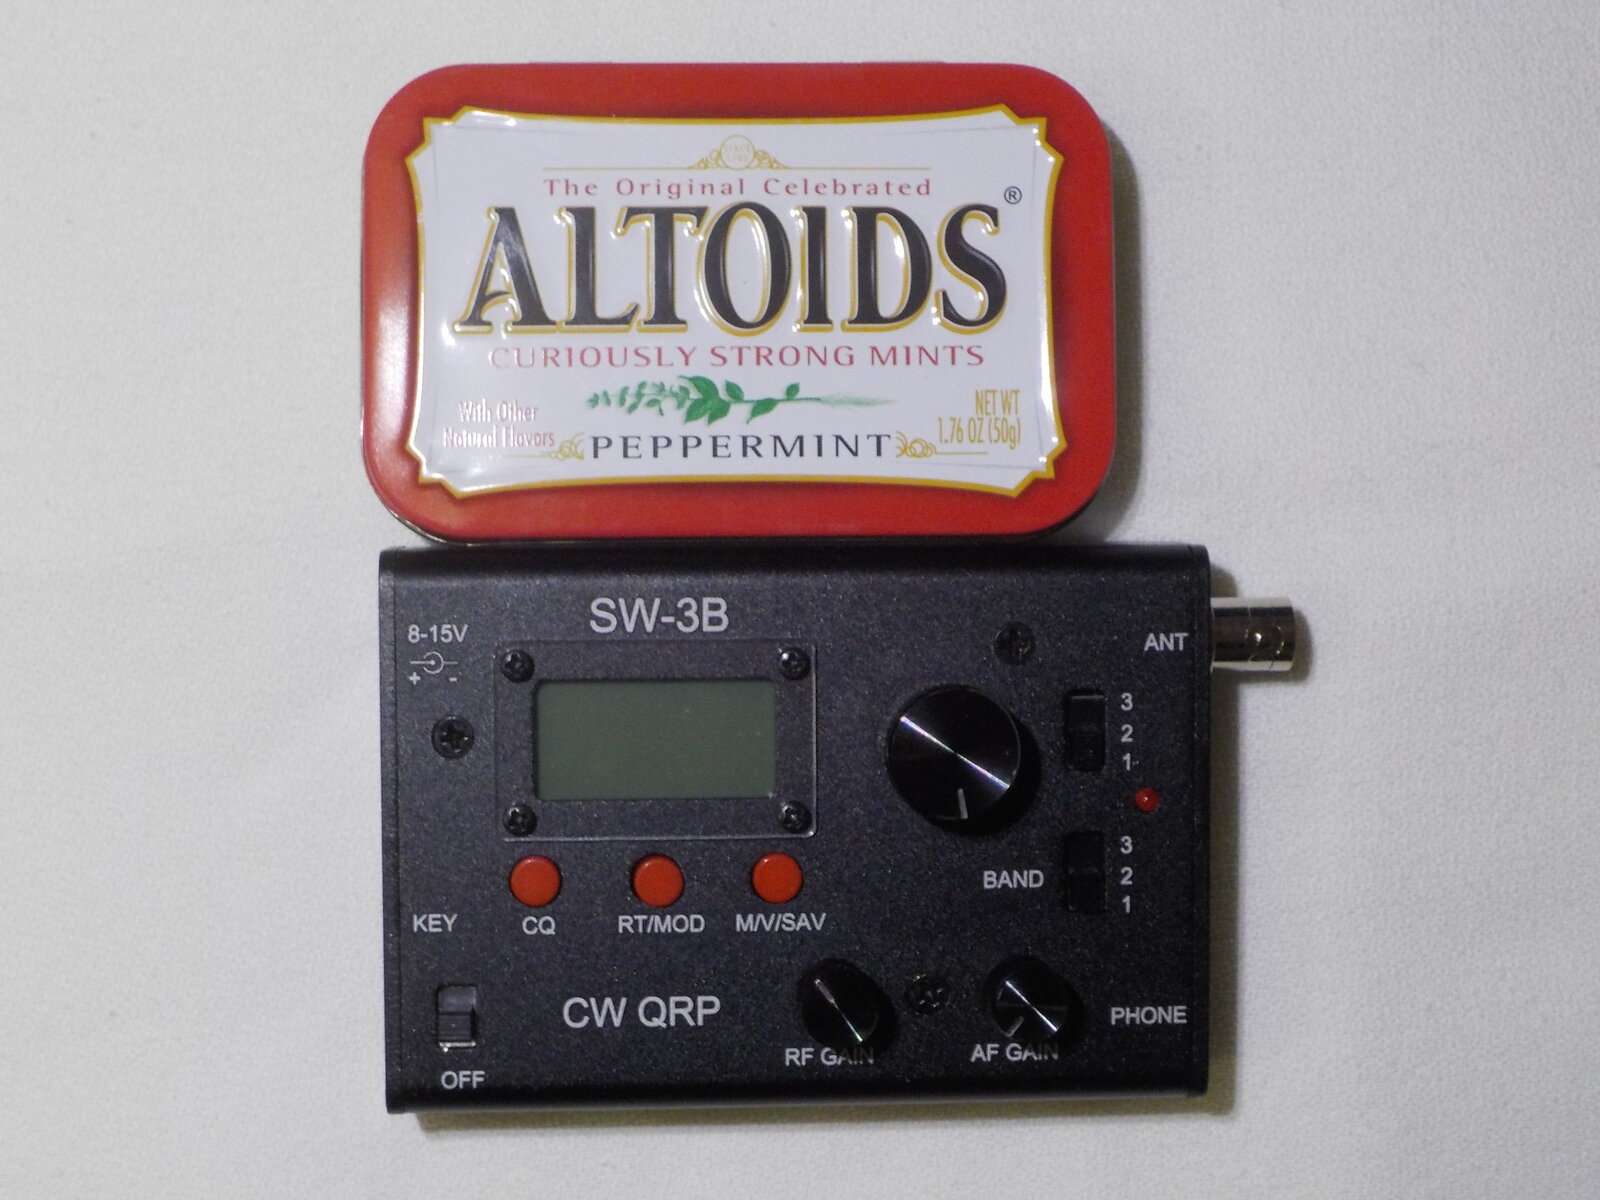 The Original Celebrated
ALTOIDS®
CURIOUSLY STRONG MINTS
With Other
Natural Flavors
NET WT
1.76 OZ (50g)
PEPPERMINT
SW-3B
8-15V
+ -
ANT
3
2
1
BAND
3
2
1
KEY
CQ
RT/MOD
M/V/SAV
CW QRP
PHONE
RF GAIN
AF GAIN
OFF